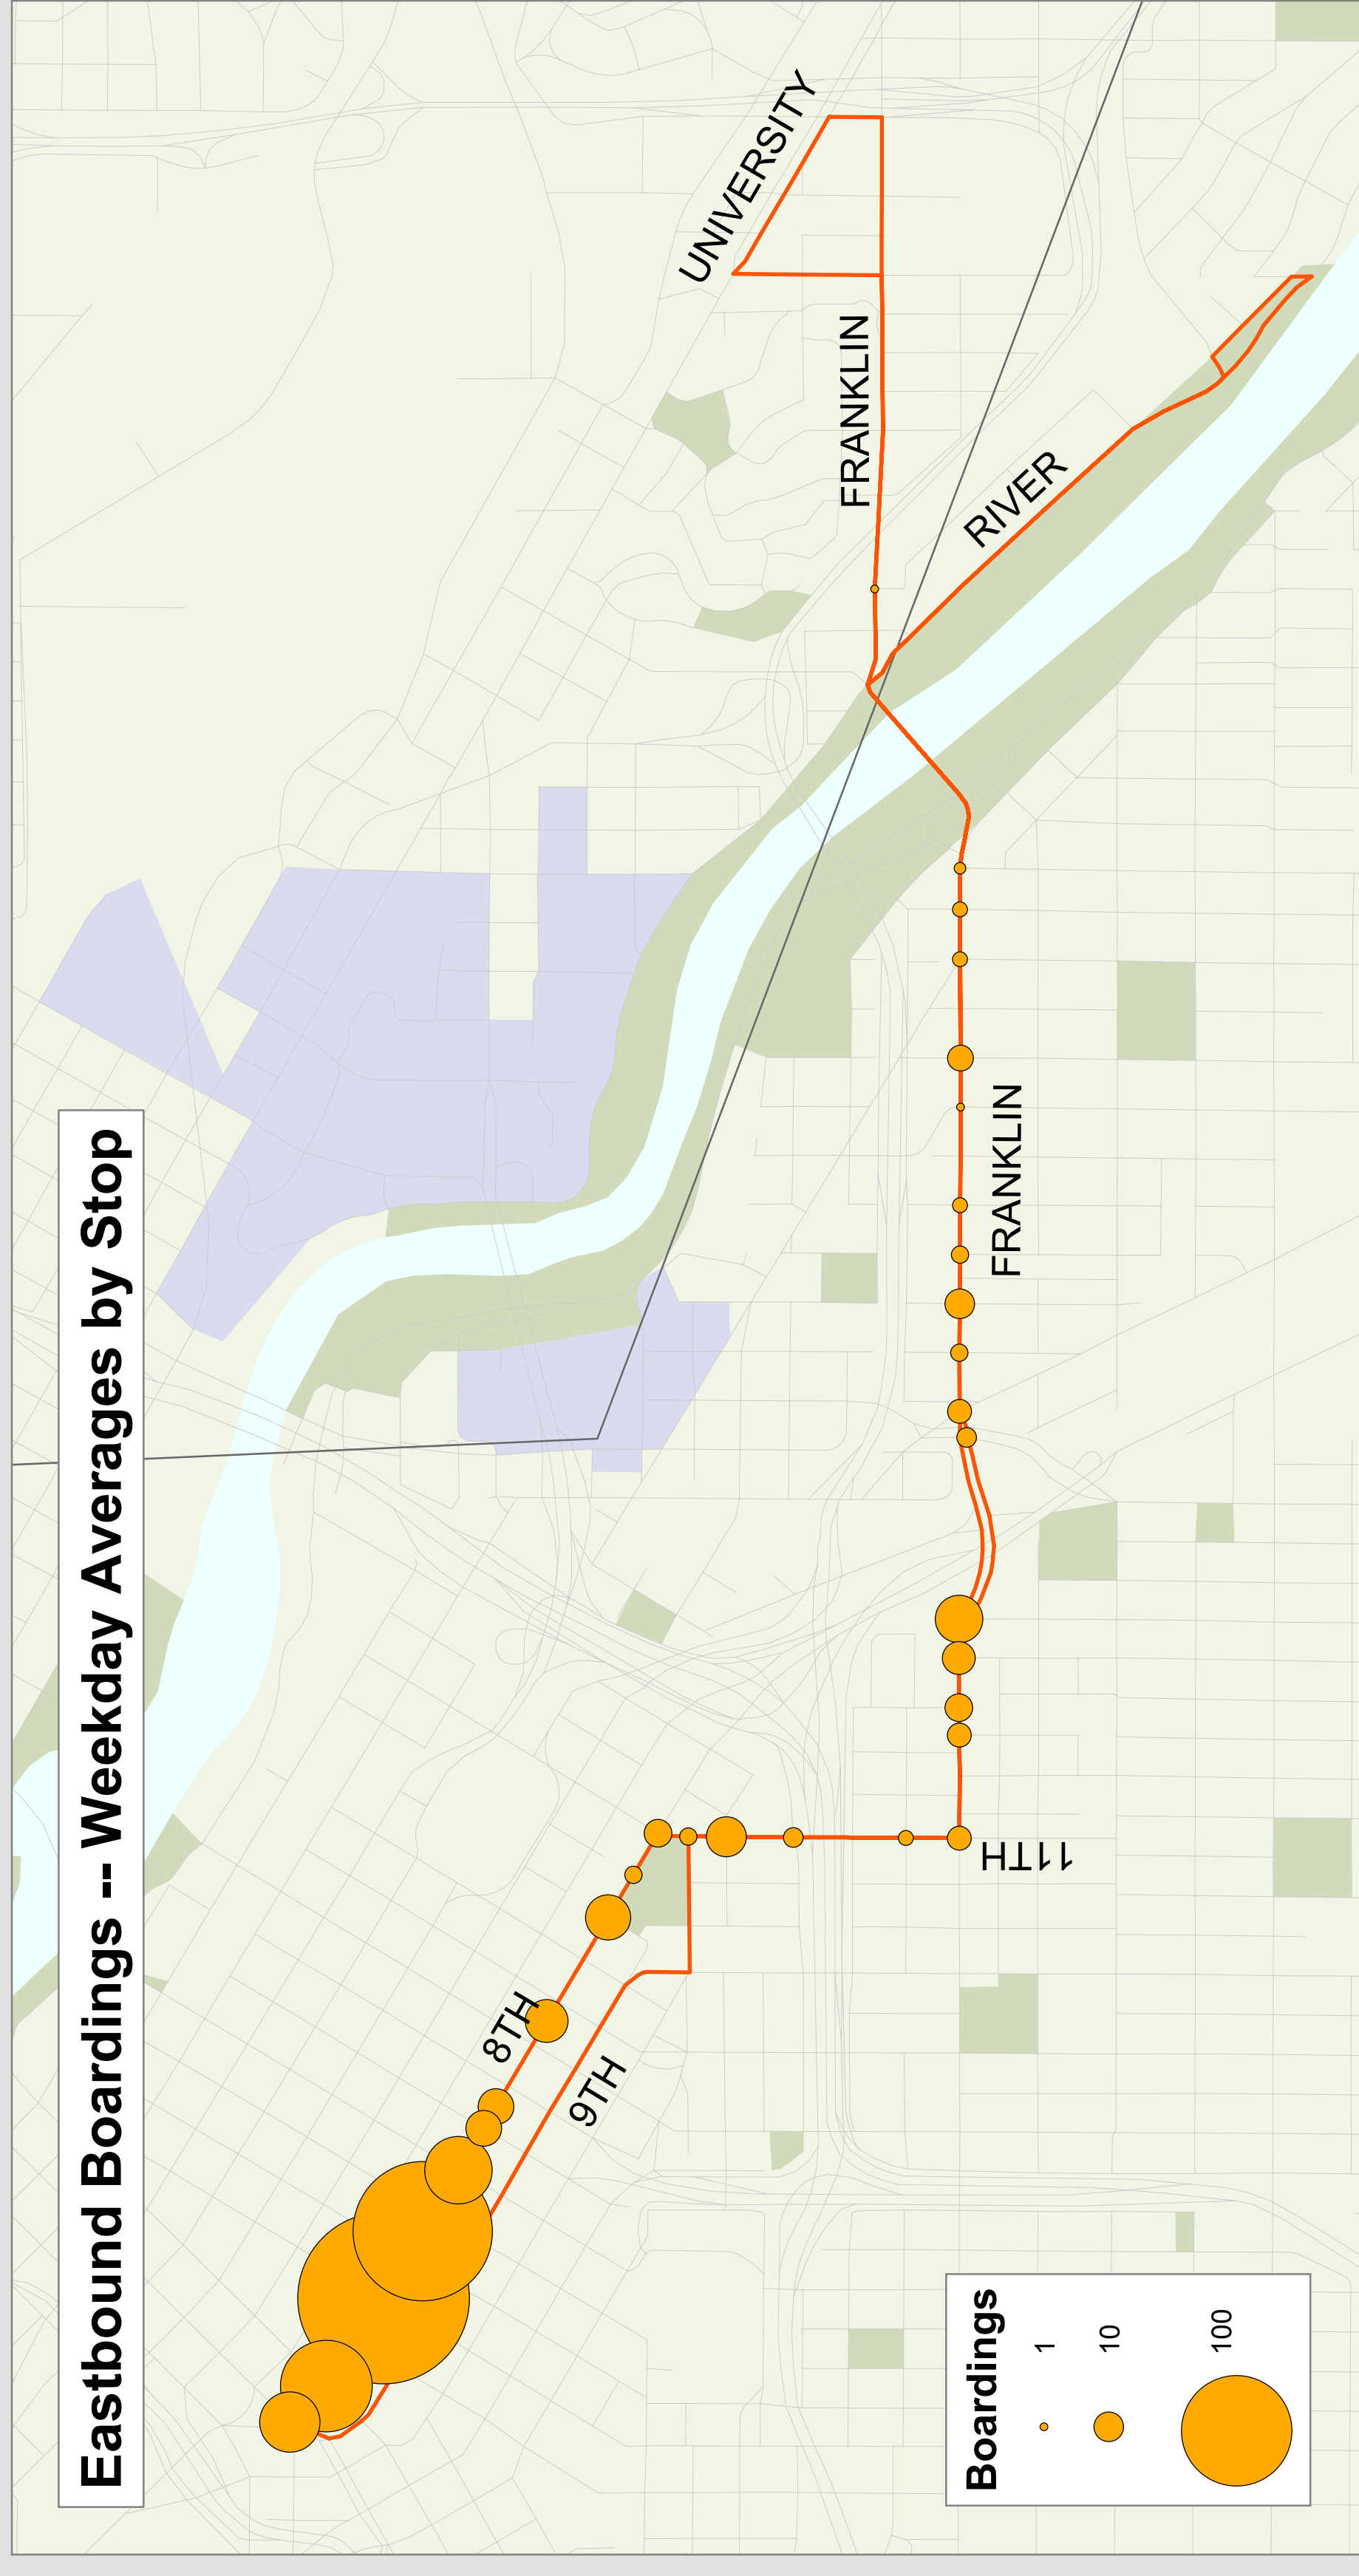 Eastbound Boardings -- Weekday Averages by Stop
UNIVERSITY
FRANKLIN
RIVER
FRANKLIN
11TH
8TH
9TH
Boardings
1
10
100